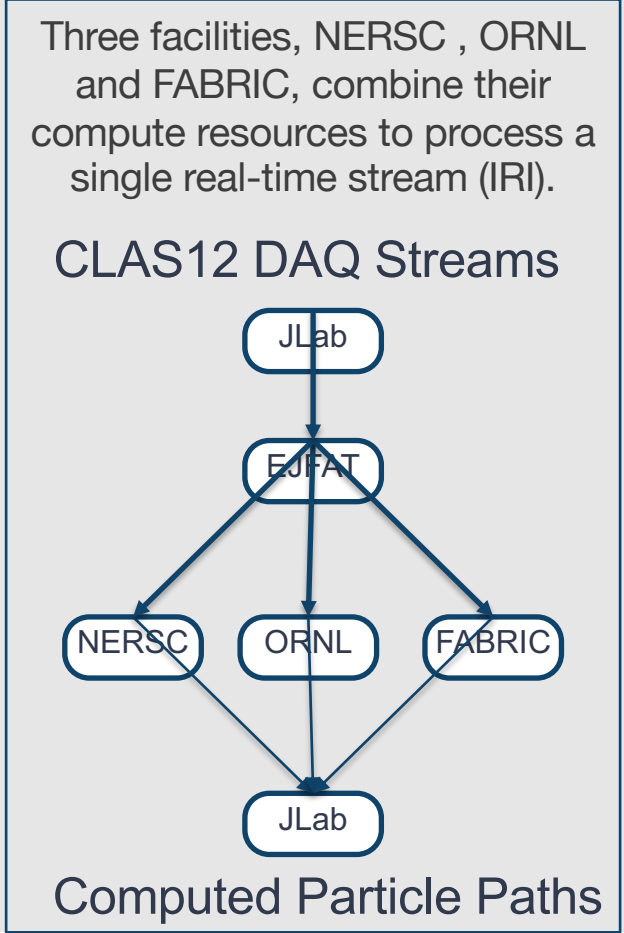 Three facilities, NERSC , ORNL
and FABRIC, combine their
compute resources to process a
single real-time stream (IRI).
CLAS12 DAQ Streams
JLab
EJFAT
NERSC ORNL FABRIC
JLab
Computed Particle Paths